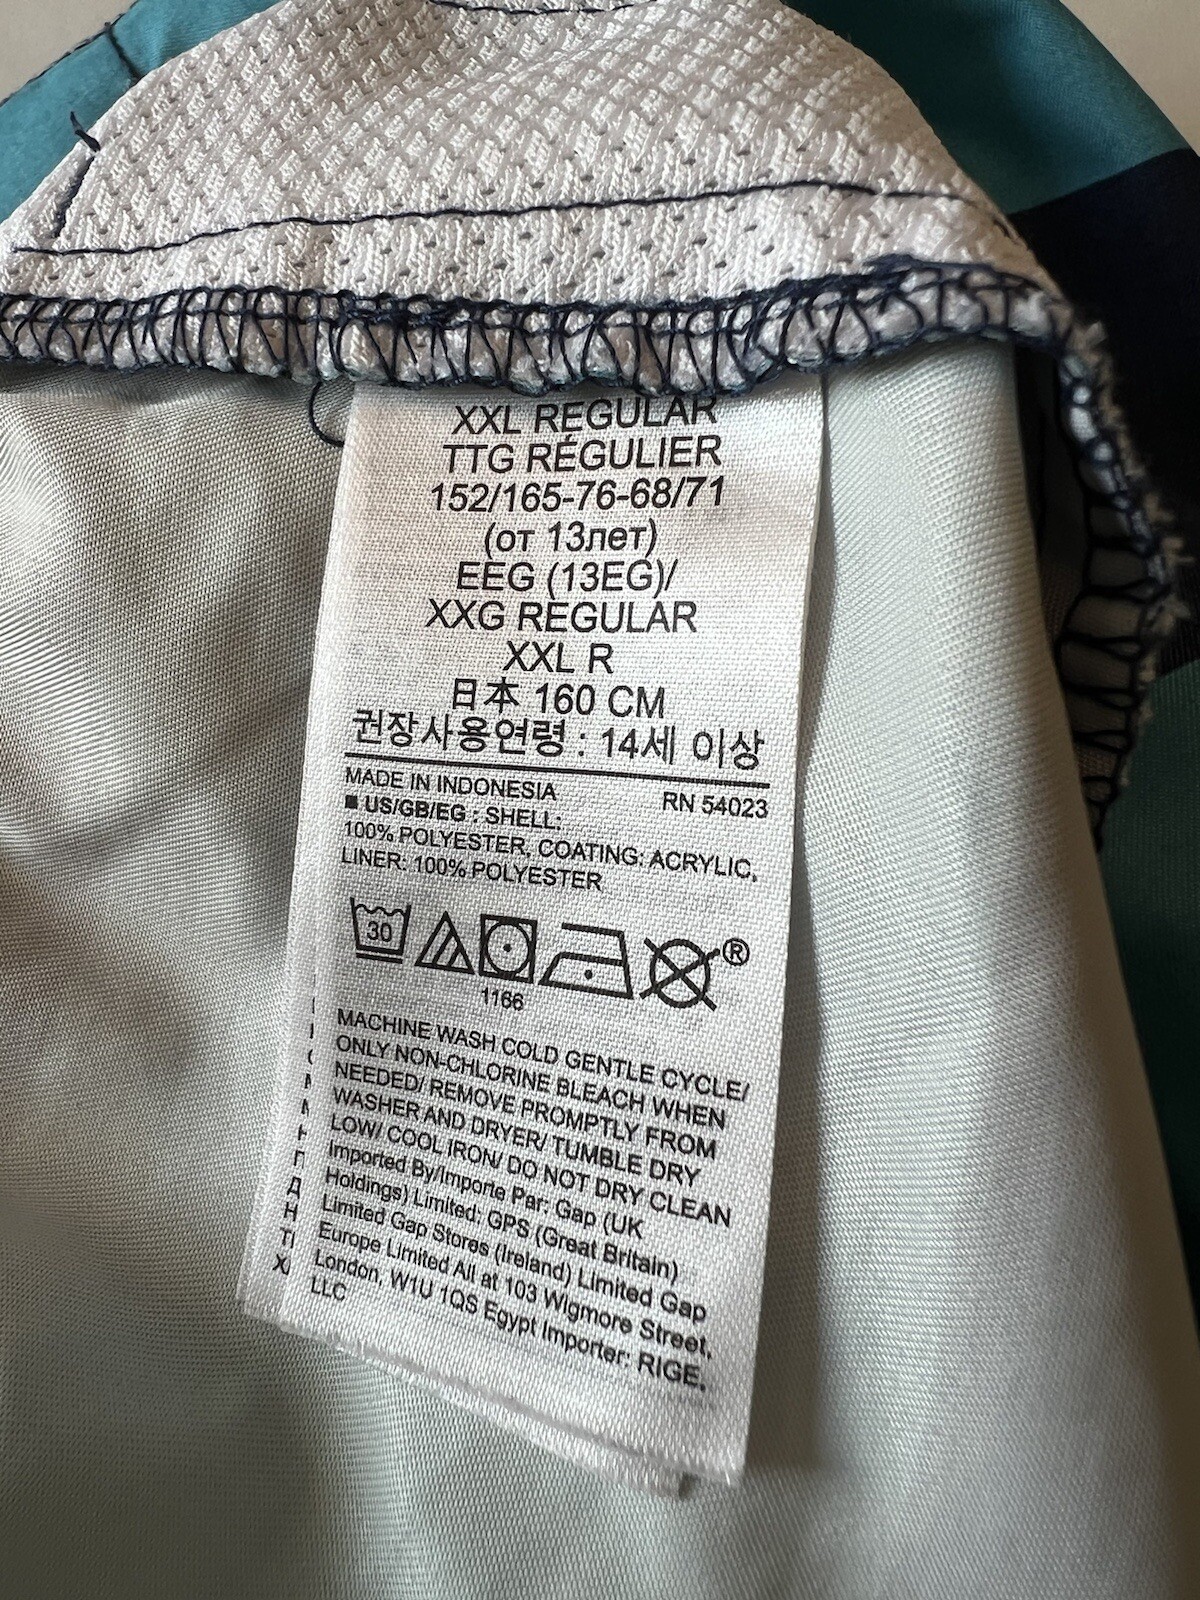 XXL REGULAR
TTG RÉGULIER
152/165-76-68/71
(от 13лет)
EEG (13EG)/
XXG REGULAR
XXL R
日本 160 CM
권장사용연령 : 14세 이상
MADE IN INDONESIA RN 54023
■ US/GB/EG : SHELL:
100% POLYESTER, COATING: ACRYLIC,
LINER: 100% POLYESTER
30 ®
1166
MACHINE WASH COLD GENTLE CYCLE/
ONLY NON-CHLORINE BLEACH WHEN
NEEDED/ REMOVE PROMPTLY FROM
WASHER AND DRYER/ TUMBLE DRY
LOW/ COOL IRON/ DO NOT DRY CLEAN
Imported By/Importe Par: Gap (UK
Holdings) Limited; GPS (Great Britain)
Limited Gap Stores (Ireland) Limited Gap
Europe Limited All at 103 Wigmore Street,
London, W1U 1QS Egypt Importer: RIGE,
LLC